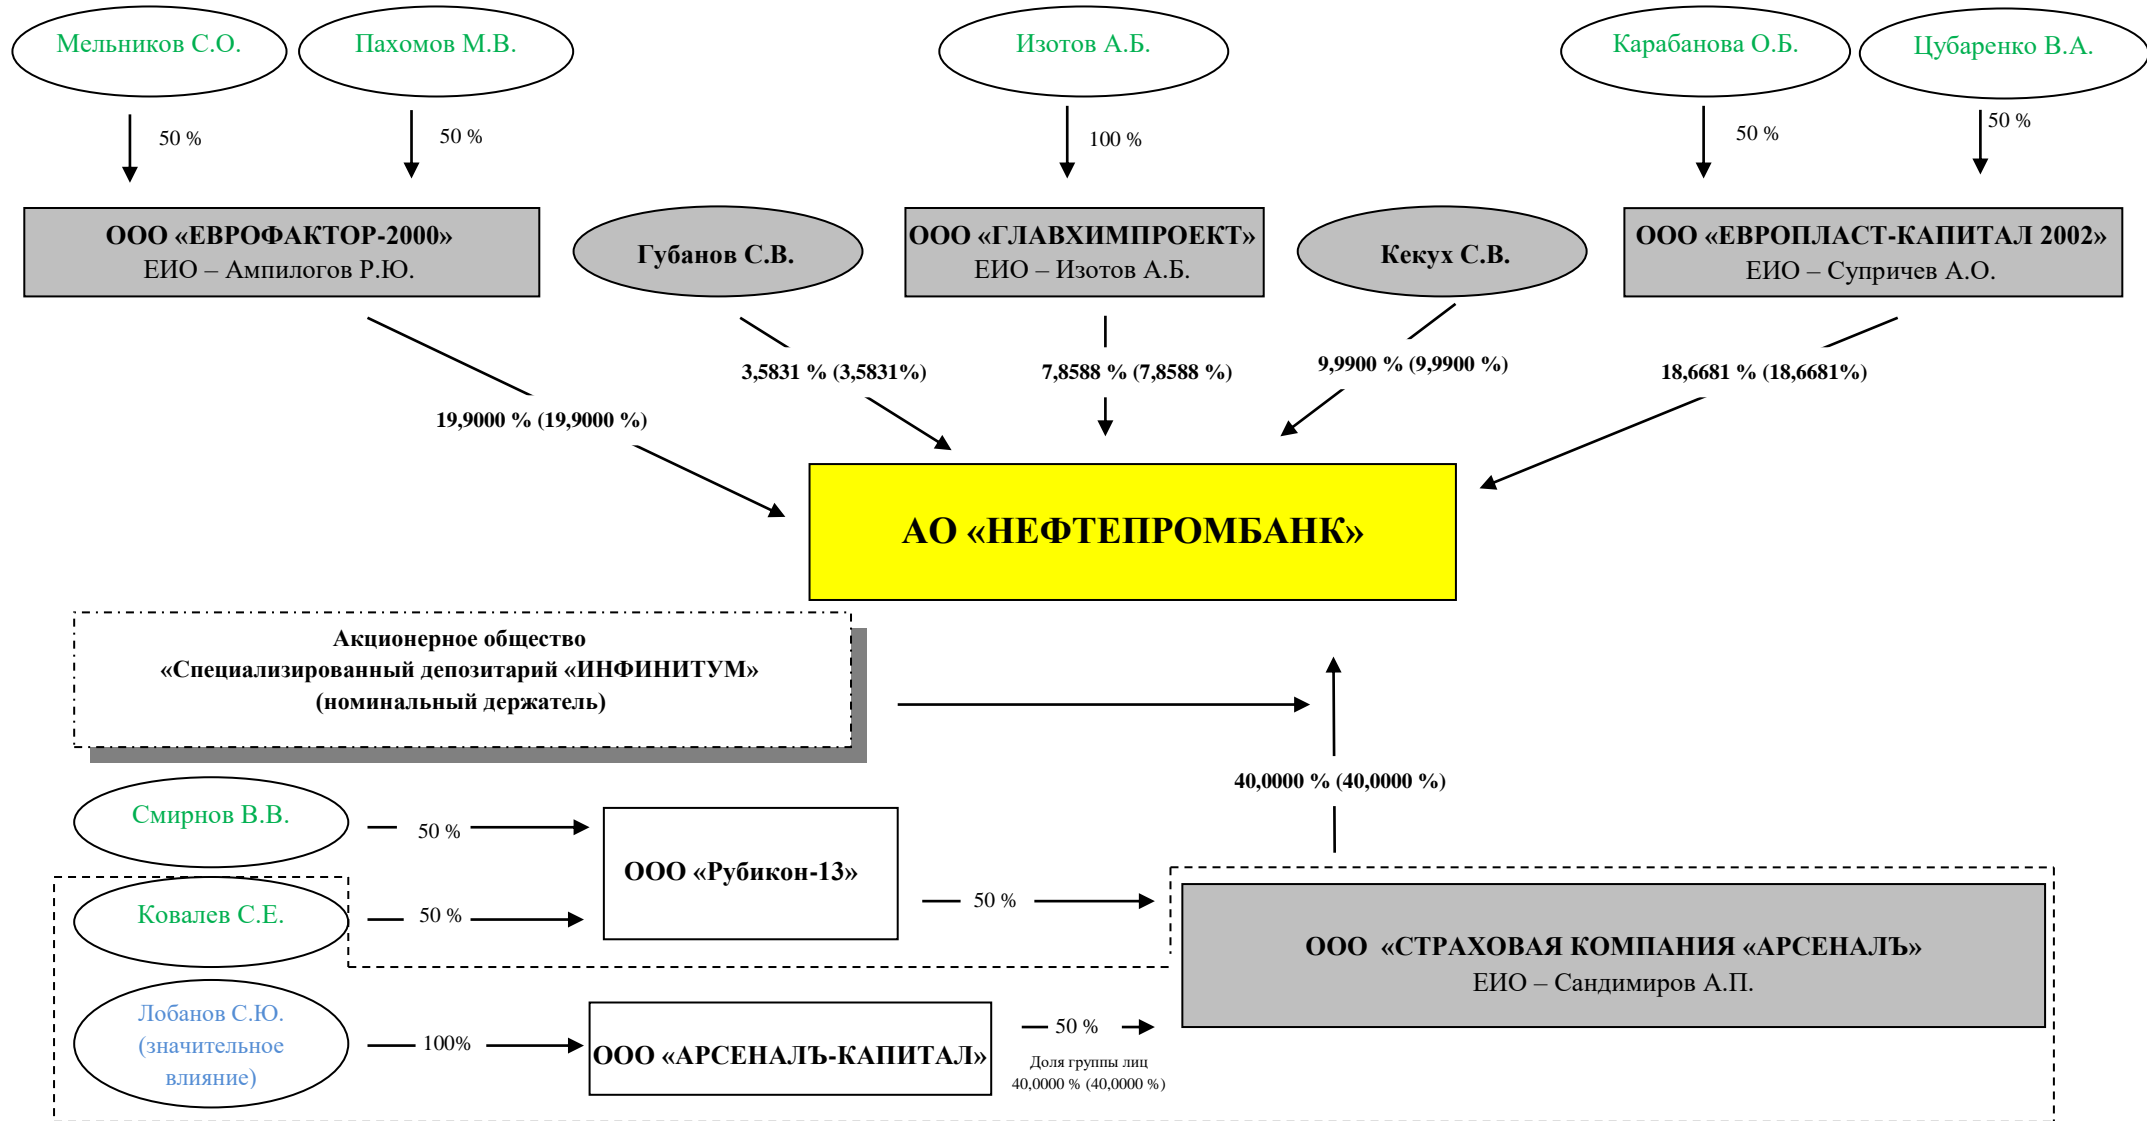 Мельников С.О.
Пахомов М.В.
Изотов А.Б.
Карабанова О.Б.
Цубаренко В.А.
50 %
50 %
100 %
50 %
50 %
ООО «ЕВРОФАКТОР-2000»
ЕИО – Ампилогов Р.Ю.
Губанов С.В.
ООО «ГЛАВХИМПРОЕКТ»
ЕИО – Изотов А.Б.
Кекух С.В.
ООО «ЕВРОПЛАСТ-КАПИТАЛ 2002»
ЕИО – Супричев А.О.
19,9000 % (19,9000 %)
3,5831 % (3,5831%)
7,8588 % (7,8588 %)
9,9900 % (9,9900 %)
18,6681 % (18,6681%)
АО «НЕФТЕПРОМБАНК»
Акционерное общество
«Специализированный депозитарий «ИНФИНИТУМ»
(номинальный держатель)
40,0000 % (40,0000 %)
Смирнов В.В.
50 %
ООО «Рубикон-13»
Ковалев С.Е.
50 %
50 %
ООО «СТРАХОВАЯ КОМПАНИЯ «АРСЕНАЛЪ»
ЕИО – Сандимиров А.П.
Лобанов С.Ю.
(значительное
влияние)
100%
ООО «АРСЕНАЛЪ-КАПИТАЛ»
50 %
Доля группы лиц
40,0000 % (40,0000 %)